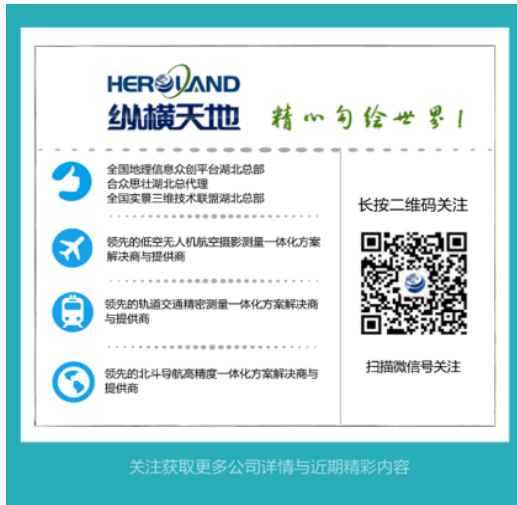 HEROLAND
纵横天地
精心勾绘世界!
全国地理信息众创平台湖北总部
合众思壮湖北总代理
全国实景三维技术联盟湖北总部
领先的低空无人机航空摄影测量一体化方案
解决商与提供商
领先的轨道交通精密测量一体化方案解决商
与提供商
领先的北斗导航高精度一体化方案解决商与
提供商
长按二维码关注
扫描微信号关注
关注获取更多公司详情与近期精彩内容